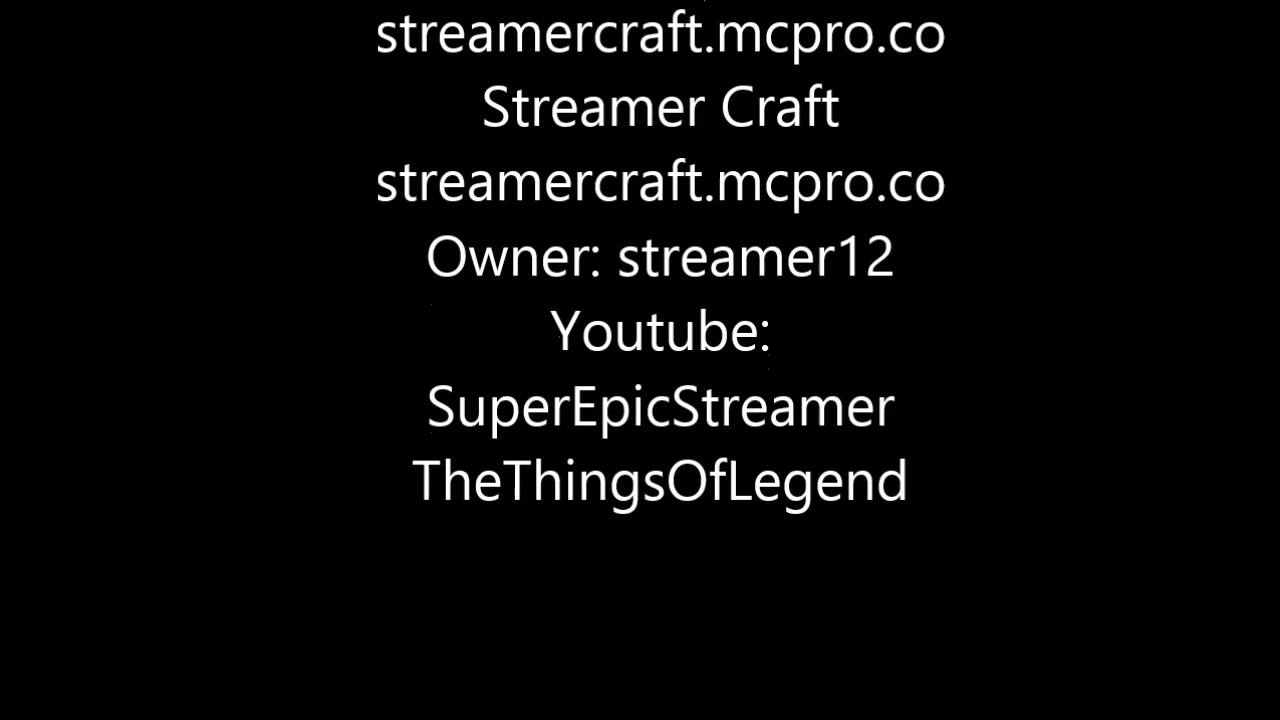 streamercraft.mcpro.co
Streamer Craft
streamercraft.mcpro.co
Owner: streamer12
Youtube:
SuperEpicStreamer
TheThingsOfLegend